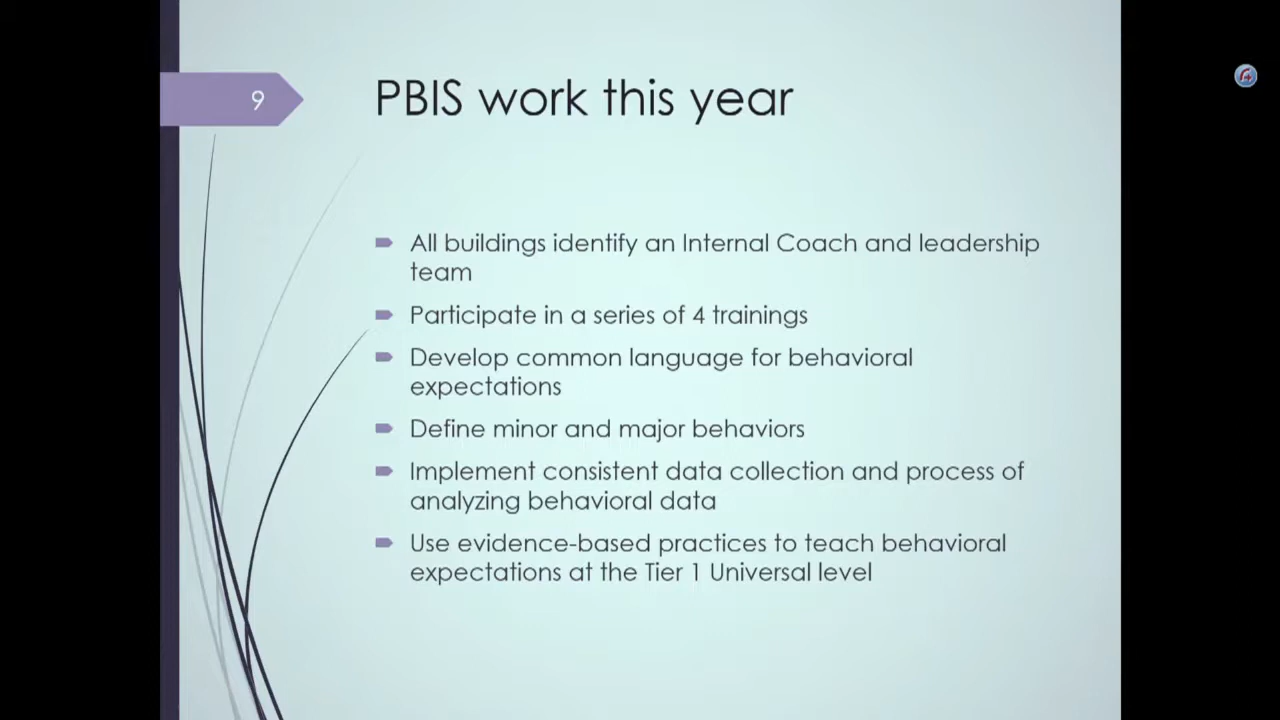 9
PBIS work this year
All buildings identify an Internal Coach and leadership
team
Participate in a series of 4 trainings
Develop common language for behavioral
expectations
Define minor and major behaviors
Implement consistent data collection and process of
analyzing behavioral data
Use evidence-based practices to teach behavioral
expectations at the Tier 1 Universal level